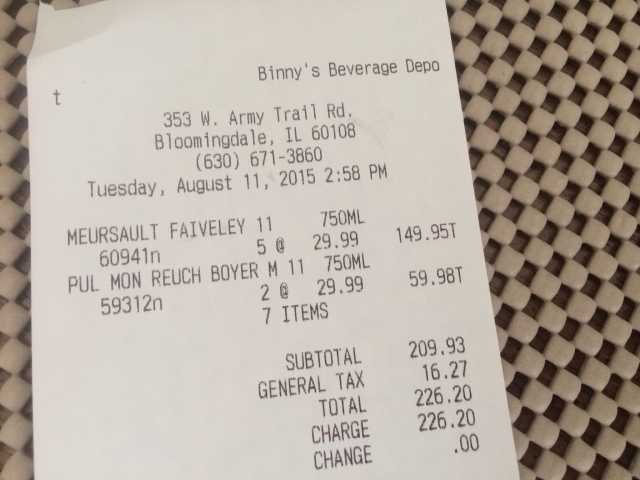 Binny's Beverage Depo
t
353 W. Army Trail Rd.
Bloomingdale, IL 60108
(630) 671-3860
Tuesday, August 11, 2015 2:58 PM
MEURSAULT FAIVELEY 11 750ML
60941n 5 @ 29.99 149.95T
PUL MON REUCH BOYER M 11 750ML
59312n 2 @ 29.99 59.98T
7 ITEMS
SUBTOTAL 209.93
GENERAL TAX 16.27
TOTAL 226.20
CHARGE 226.20
CHANGE .00